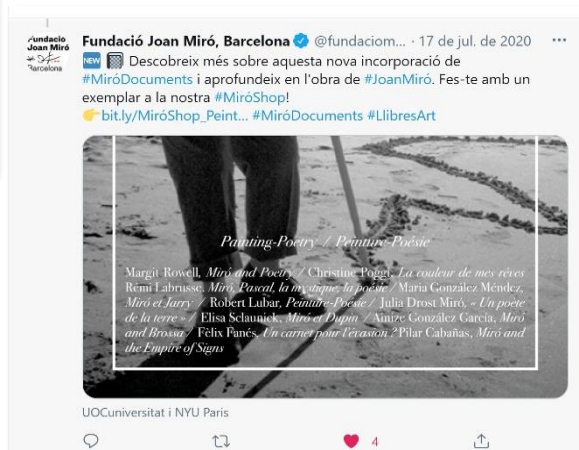 Fundació
Joan Miró
Barcelona
Fundació Joan Miró, Barcelona @fundaciom... · 17 de jul. de 2020
NEW Descobreix més sobre aquesta nova incorporació de
#MiróDocuments i aprofundeix en l'obra de #JoanMiró. Fes-te amb un
exemplar a la nostra #MiróShop!
bit.ly/MiróShop_Peint... #MiróDocuments #LlibresArt
Painting-Poetry / Peinture-Poésie
Margit Rowell, Miró and Poetry / Christine Poggi, La couleur de mes rêves
Rémi Labrusse, Miró, Pascal, la mystique, la poésie / Maria González Méndez,
Miró et Jarry / Robert Lubar, Peinture-Poésie / Julia Drost Miró, « Un poète
de la terre » / Elisa Sclaunick, Miró et Dupin / Ainize González García, Miró
and Brossa / Fèlix Fanés, Un carnet pour l'évasion ? Pilar Cabañas, Miró and
the Empire of Signs
UOCuniversitat i NYU Paris
4